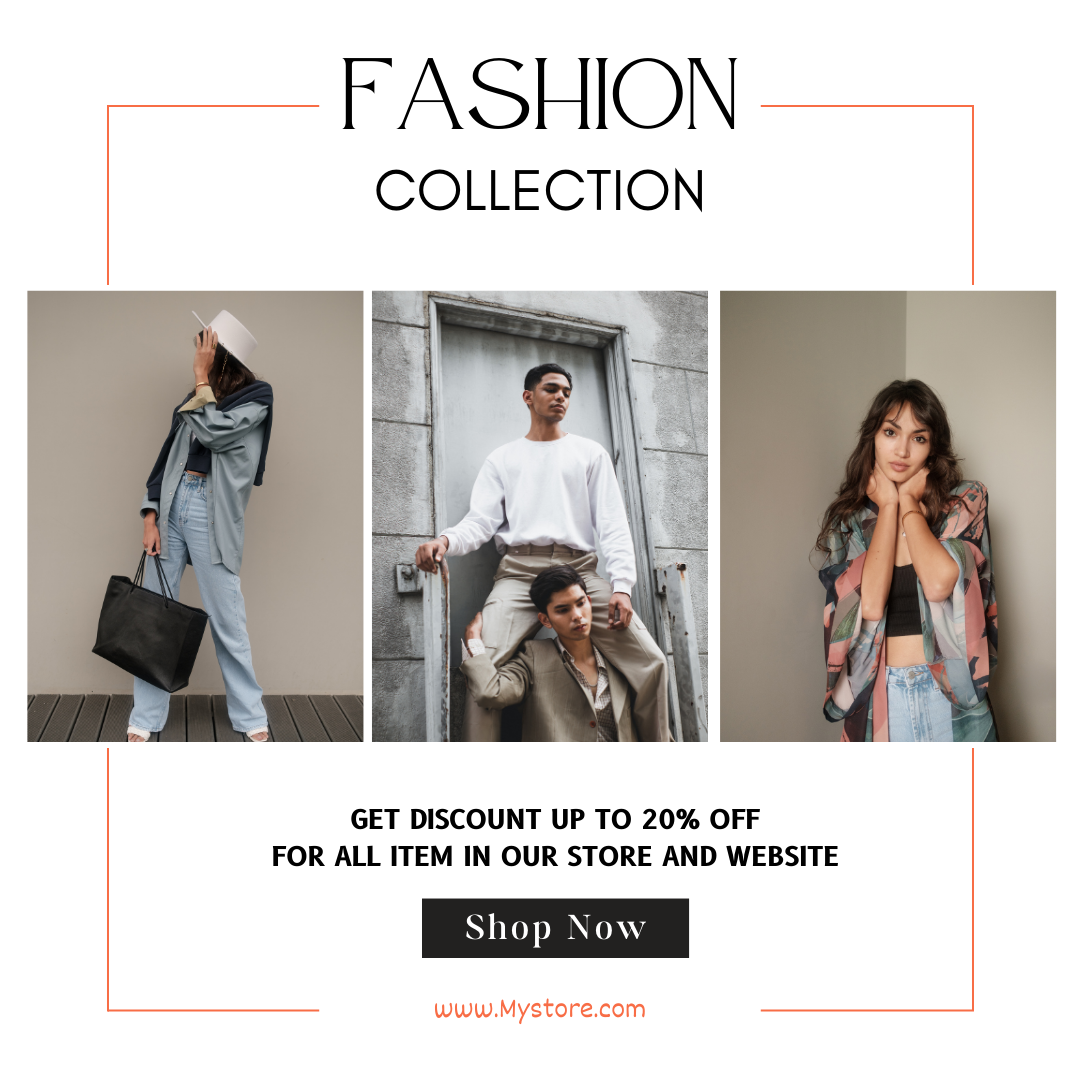 FASHION
COLLECTION
GET DISCOUNT UP TO 20% OFF
FOR ALL ITEM IN OUR STORE AND WEBSITE
Shop Now
www.Mystore.com